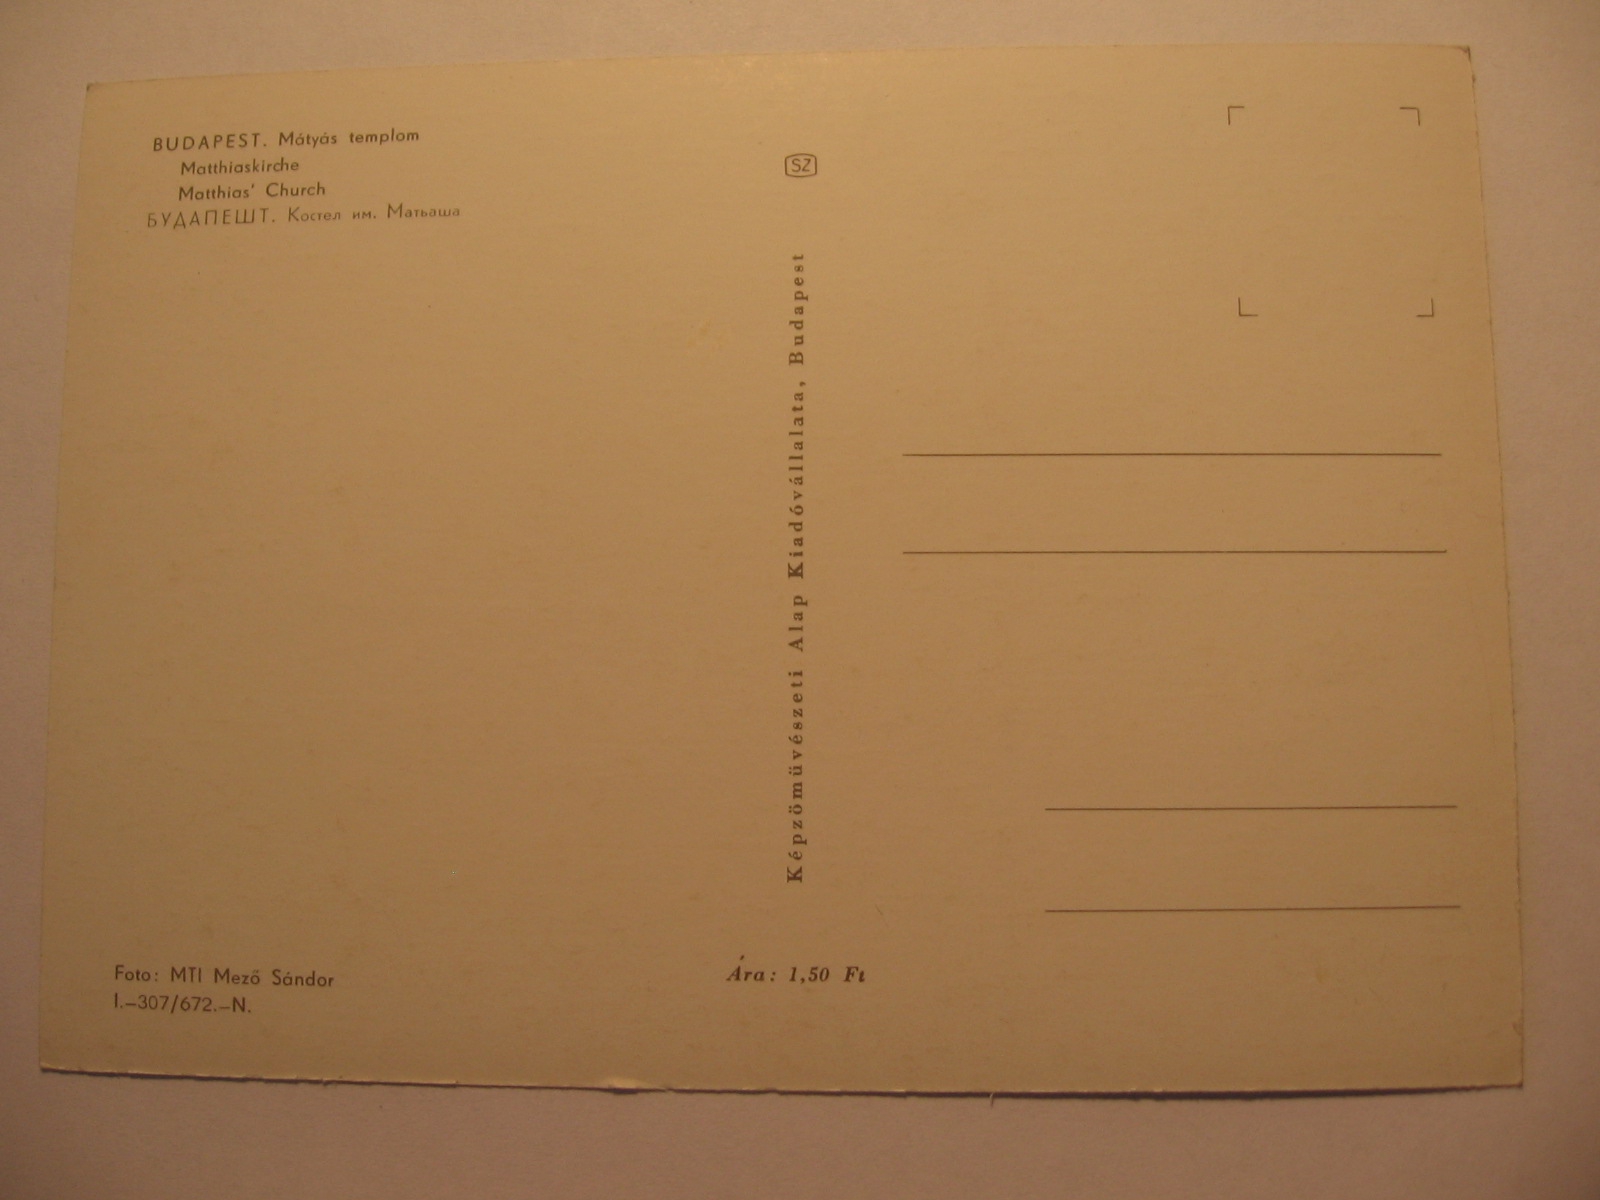 BUDAPEST. Mátyás templom
Matthiaskirche
Matthias' Church
БУДАПЕШТ. Костел им. Матьаша
SZ
Képzőművészeti Alap Kiadóvállalata, Budapest
Foto: MTI Mező Sándor
I.–307/672.–N.
Ára: 1,50 Ft